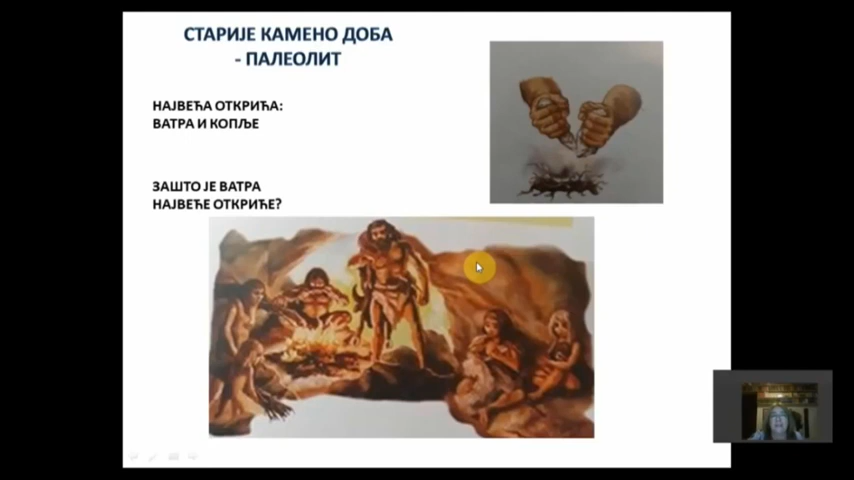 СТАРИЈЕ КАМЕНО ДОБА
- ПАЛЕОЛИТ
НАЈВЕЋА ОТКРИЋА:
ВАТРА И КОПЉЕ
ЗАШТО ЈЕ ВАТРА
НАЈВЕЋЕ ОТКРИЋЕ?